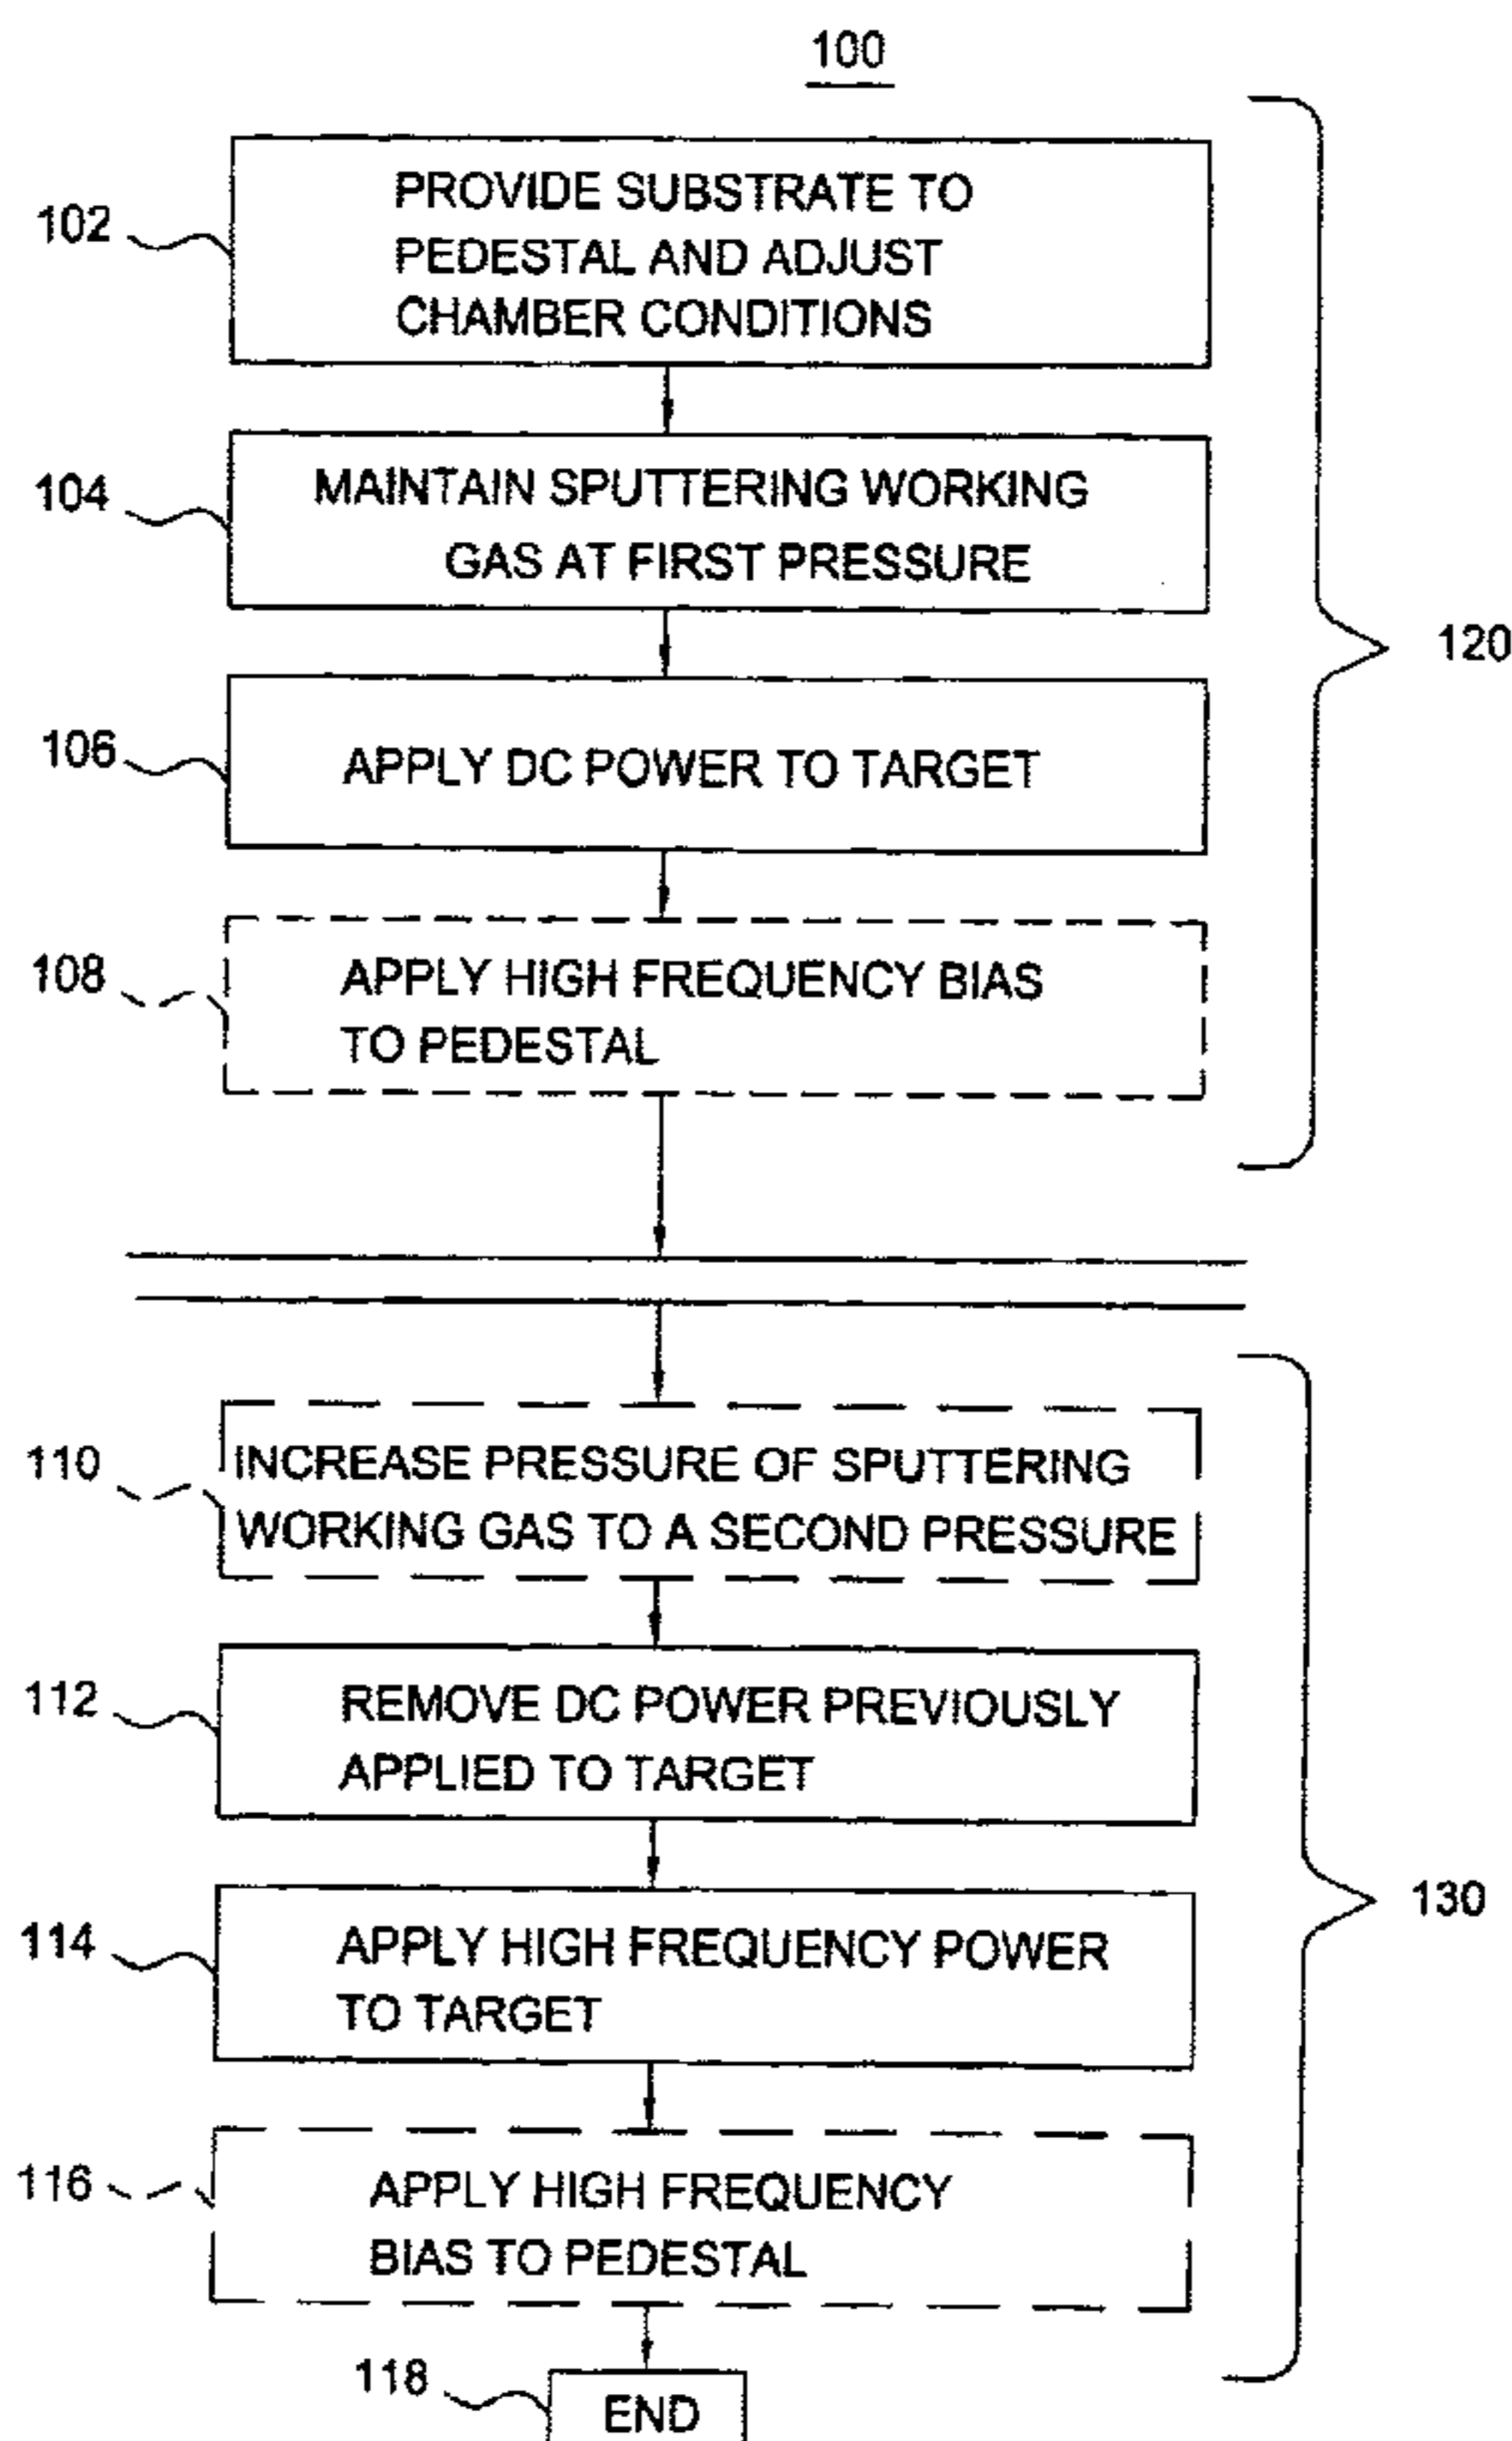 100
102
PROVIDE SUBSTRATE TO
PEDESTAL AND ADJUST
CHAMBER CONDITIONS
104
MAINTAIN SPUTTERING WORKING
GAS AT FIRST PRESSURE
120
106
APPLY DC POWER TO TARGET
108
APPLY HIGH FREQUENCY BIAS
TO PEDESTAL
110
INCREASE PRESSURE OF SPUTTERING
WORKING GAS TO A SECOND PRESSURE
112
REMOVE DC POWER PREVIOUSLY
APPLIED TO TARGET
130
114
APPLY HIGH FREQUENCY POWER
TO TARGET
116
APPLY HIGH FREQUENCY
BIAS TO PEDESTAL
118
END